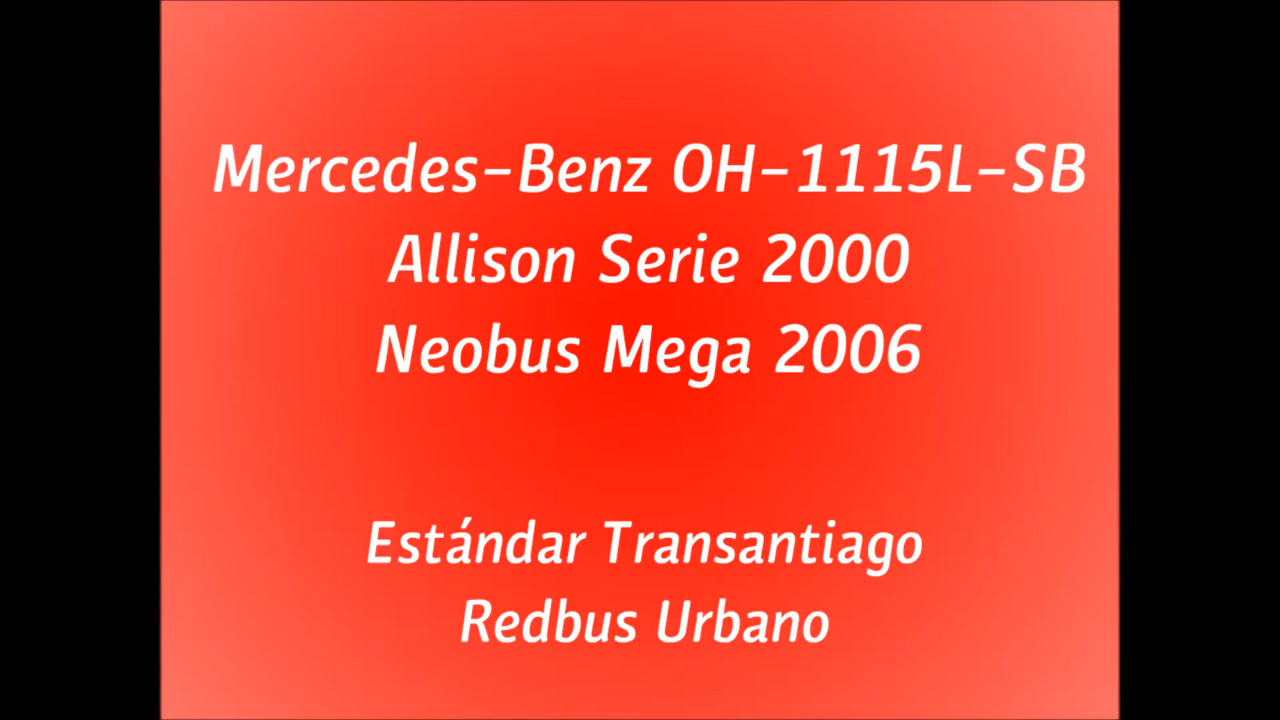 Mercedes-Benz OH-1115L-SB
Allison Serie 2000
Neobus Mega 2006
Estándar Transantiago
Redbus Urbano